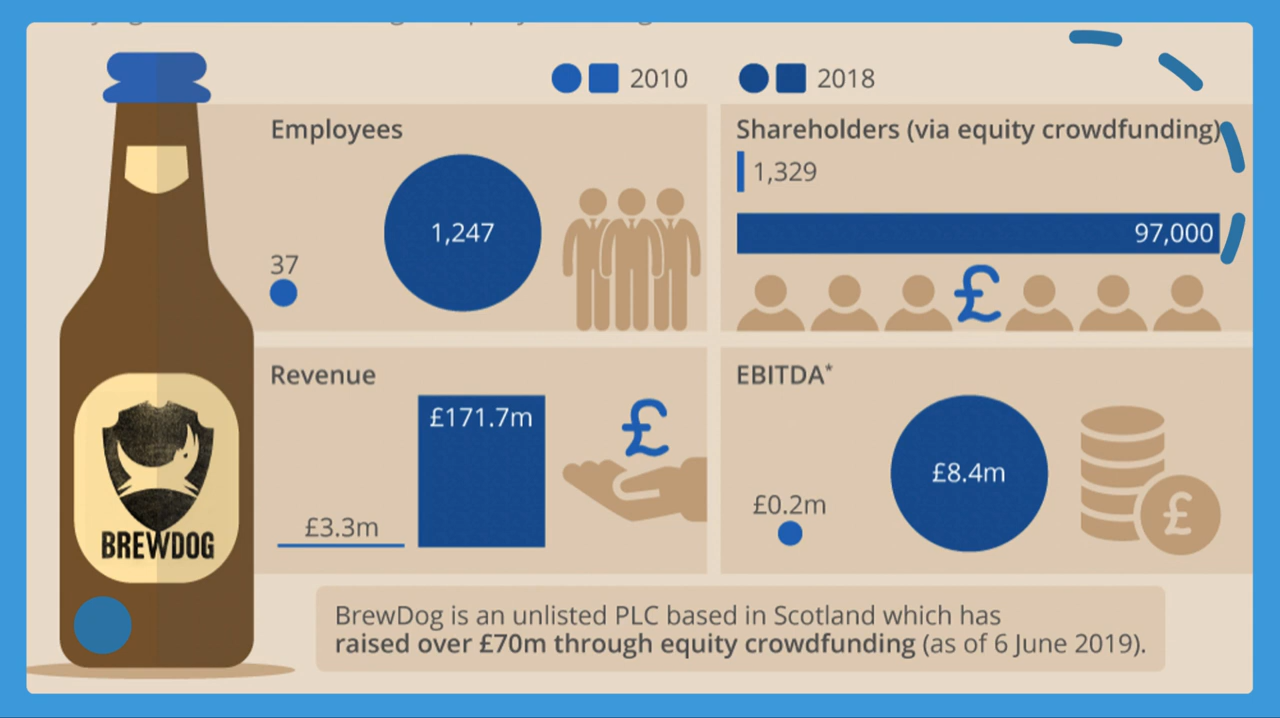 2010
2018
Employees
37
1,247
Shareholders (via equity crowdfunding)
1,329
97,000
£
Revenue
£3.3m
£171.7m
£
EBITDA*
£0.2m
£8.4m
£
BREWDOG
BrewDog is an unlisted PLC based in Scotland which has
raised over £70m through equity crowdfunding (as of 6 June 2019).